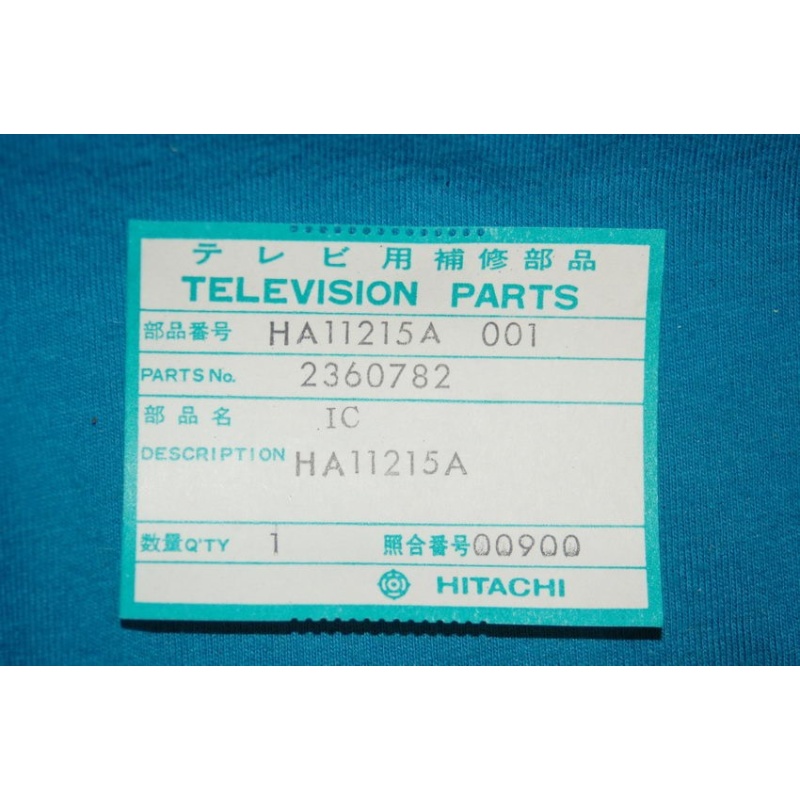 テレビ用補修部品
TELEVISION PARTS
部品番号 HA11215A 001
PARTS No. 2360782
部品名 IC
DESCRIPTION HA11215A
数量Q'TY 1 照合番号00900
HITACHI